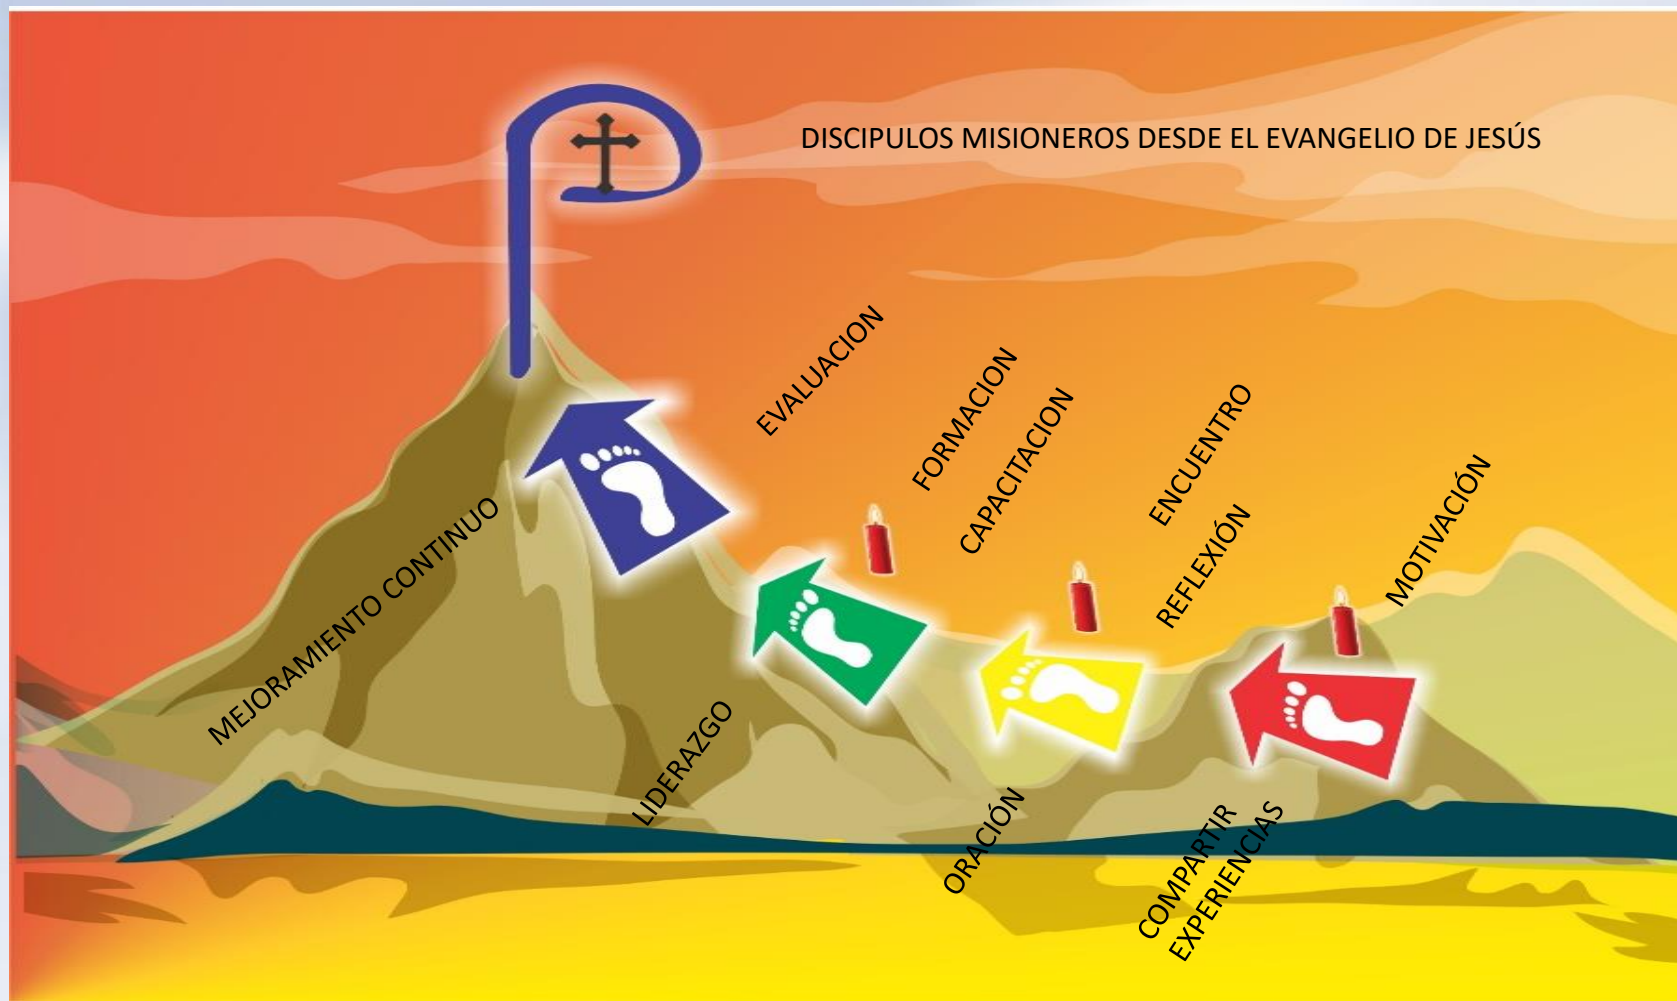 DISCIPULOS MISIONEROS DESDE EL EVANGELIO DE JESÚS
EVALUACION
FORMACION
CAPACITACION
ENCUENTRO
REFLEXIÓN
MOTIVACIÓN
MEJORAMIENTO CONTINUO
LIDERAZGO
ORACIÓN
COMPARTIR
EXPERIENCIAS